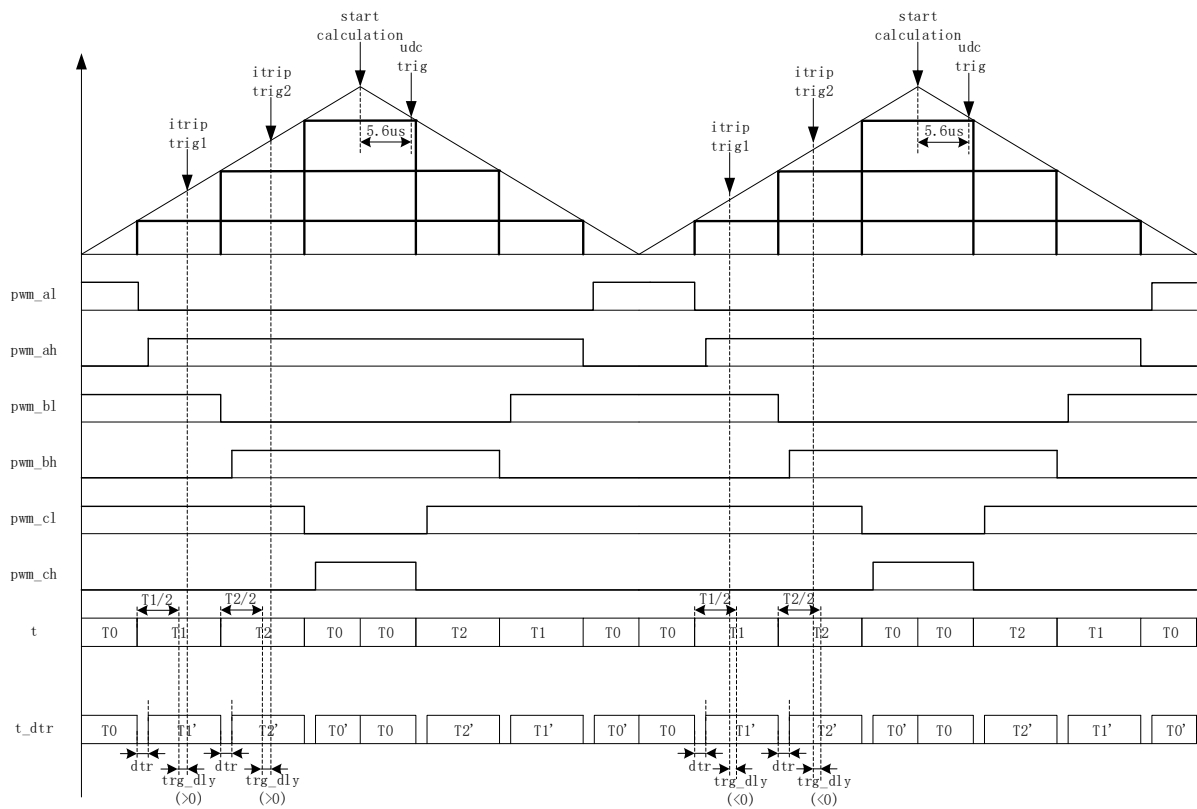 start
calculation
udc
trig
itrip
trig2
itrip
trig1
5.6us
start
calculation
udc
trig
itrip
trig2
itrip
trig1
5.6us
pwm_al
pwm_ah
pwm_bl
pwm_bh
pwm_cl
pwm_ch
T1/2 T2/2 T1/2 T2/2
t T0 T1 T2 T0 T0 T2 T1 T0 T0 T1 T2 T0 T0 T2 T1 T0
t_dtr T0 T1' T2' T0' T0 T2' T1' T0' T0 T1' T2' T0' T0 T2' T1' T0'
dtr dtr dtr dtr
trg_dly trg_dly trg_dly trg_dly
(>0) (>0) (<0) (<0)